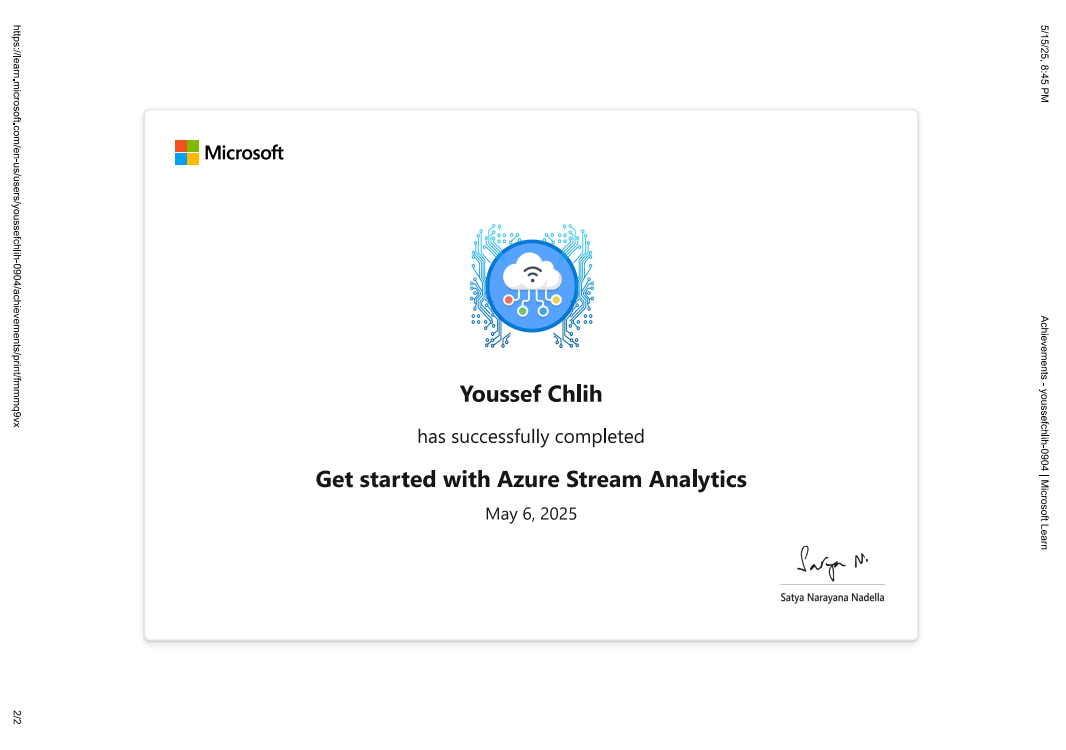 5/15/25, 8:45 PM
Achievements - youssefchlih-0904 | Microsoft Learn
Microsoft
Youssef Chlih
has successfully completed
Get started with Azure Stream Analytics
May 6, 2025
Satya N.
Satya Narayana Nadella
https://learn.microsoft.com/en-us/users/youssefchlih-0904/achievements/print/fmmmq9vx
2/2